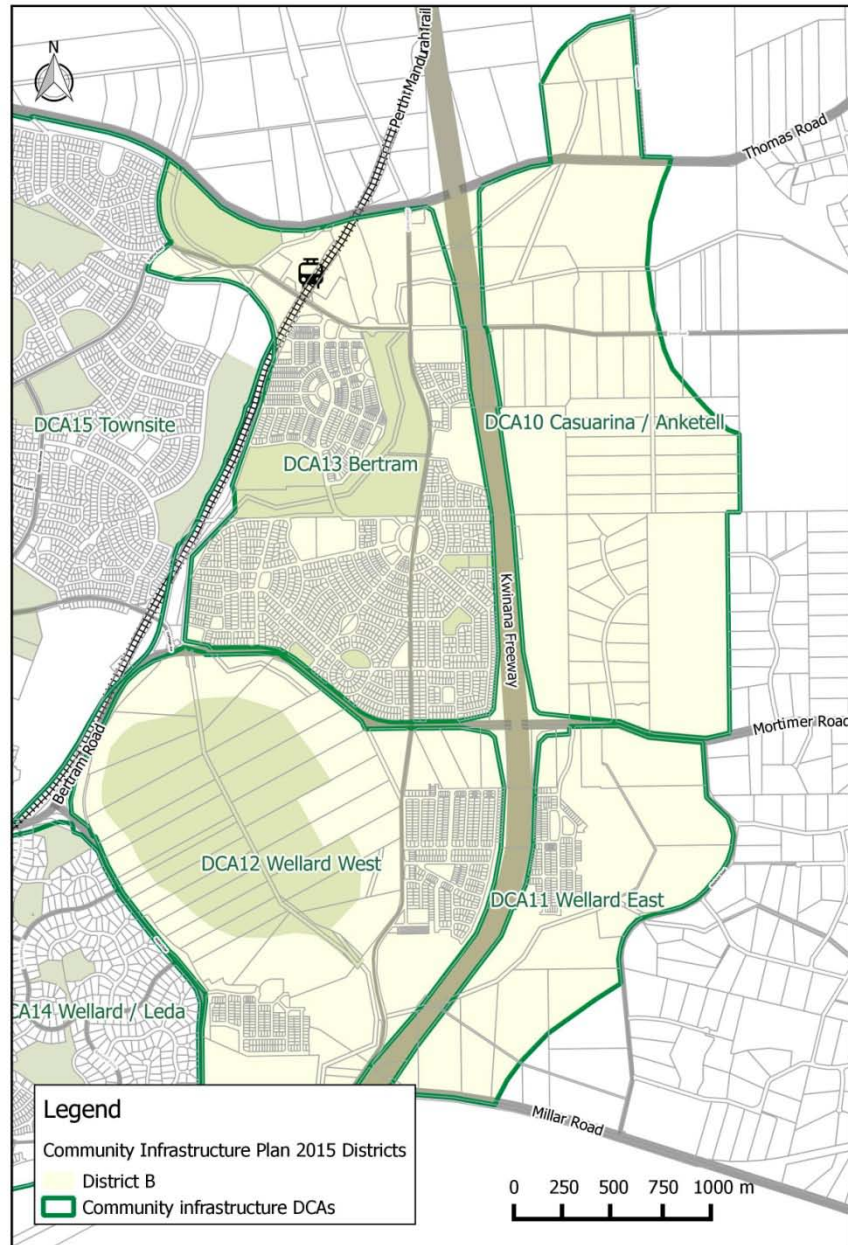 N
Perth Mandurah Trail
Thomas Road
DCA15 Townsite
DCA10 Casuarina / Anketell
DCA13 Bertram
Kwinana Freeway
Mortimer Road
Bertram Road
DCA12 Wellard West
DCA11 Wellard East
CA14 Wellard / Leda
Millar Road
Legend
Community Infrastructure Plan 2015 Districts
District B
Community infrastructure DCAs
0 250 500 750 1000 m